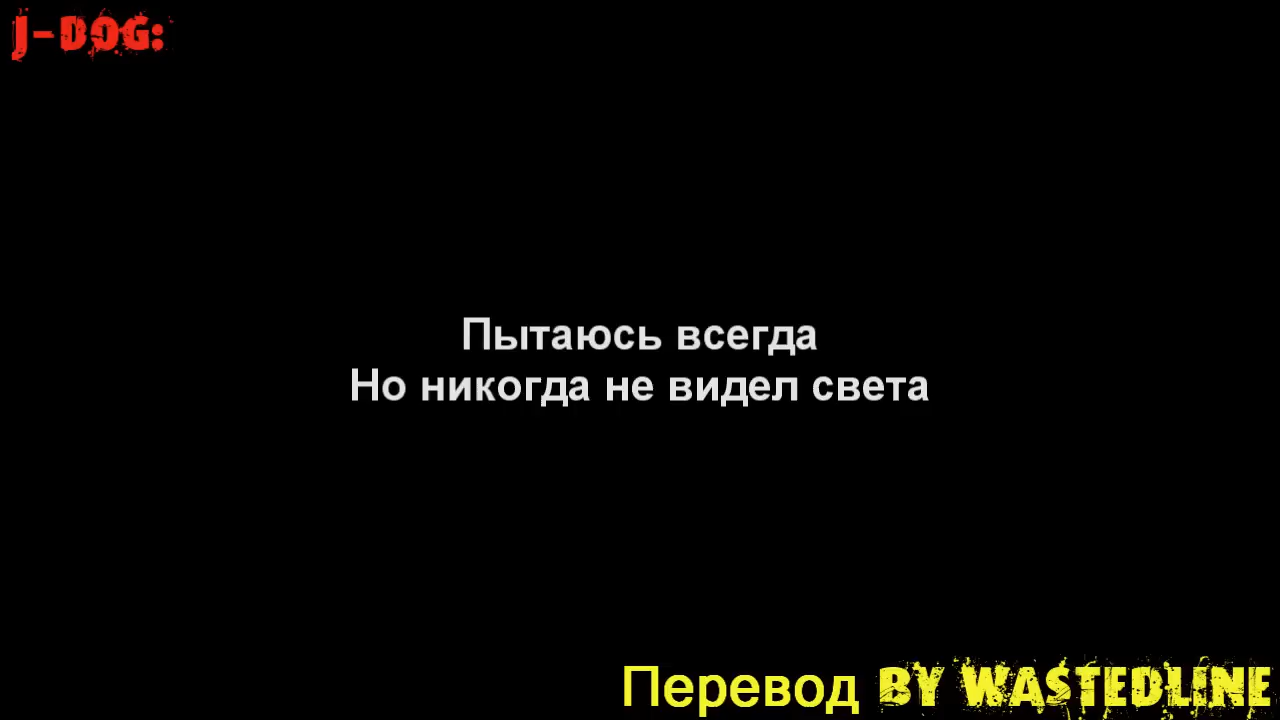 J-DOG:
Пытаюсь всегда
Но никогда не видел света
Перевод BY WASTEDLINE